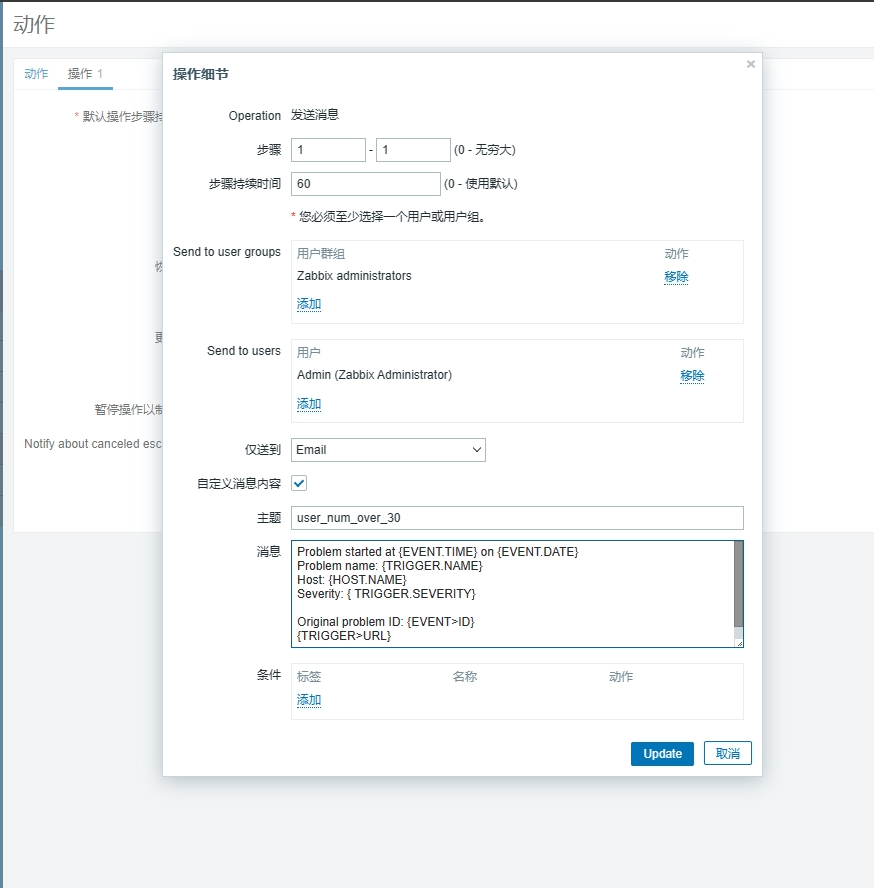 动作
动作 操作 1
* 默认操作步骤持
暂停操作以制
Notify about canceled esc
操作细节
Operation 发送消息
步骤 1 - 1 (0 - 无穷大)
步骤持续时间 60 (0 - 使用默认)
* 您必须至少选择一个用户或用户组。
Send to user groups 用户群组 动作
Zabbix administrators 移除
添加
Send to users 用户 动作
Admin (Zabbix Administrator) 移除
添加
仅送到 Email
自定义消息内容
主题 user_num_over_30
消息 Problem started at {EVENT.TIME} on {EVENT.DATE}
Problem name: {TRIGGER.NAME}
Host: {HOST.NAME}
Severity: { TRIGGER.SEVERITY}
Original problem ID: {EVENT>ID}
{TRIGGER>URL}
条件 标签 名称 动作
添加
Update 取消